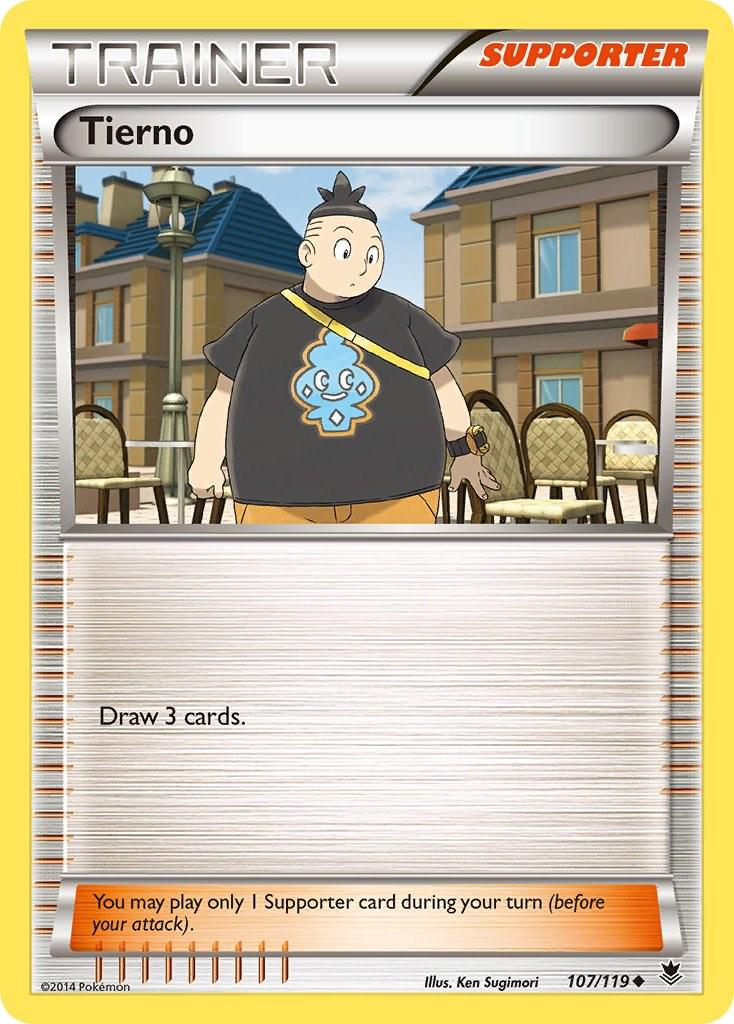 TRAINER
SUPPORTER
Tierno
Draw 3 cards.
You may play only 1 Supporter card during your turn (before
your attack).
©2014 Pokémon
Illus. Ken Sugimori
107/119